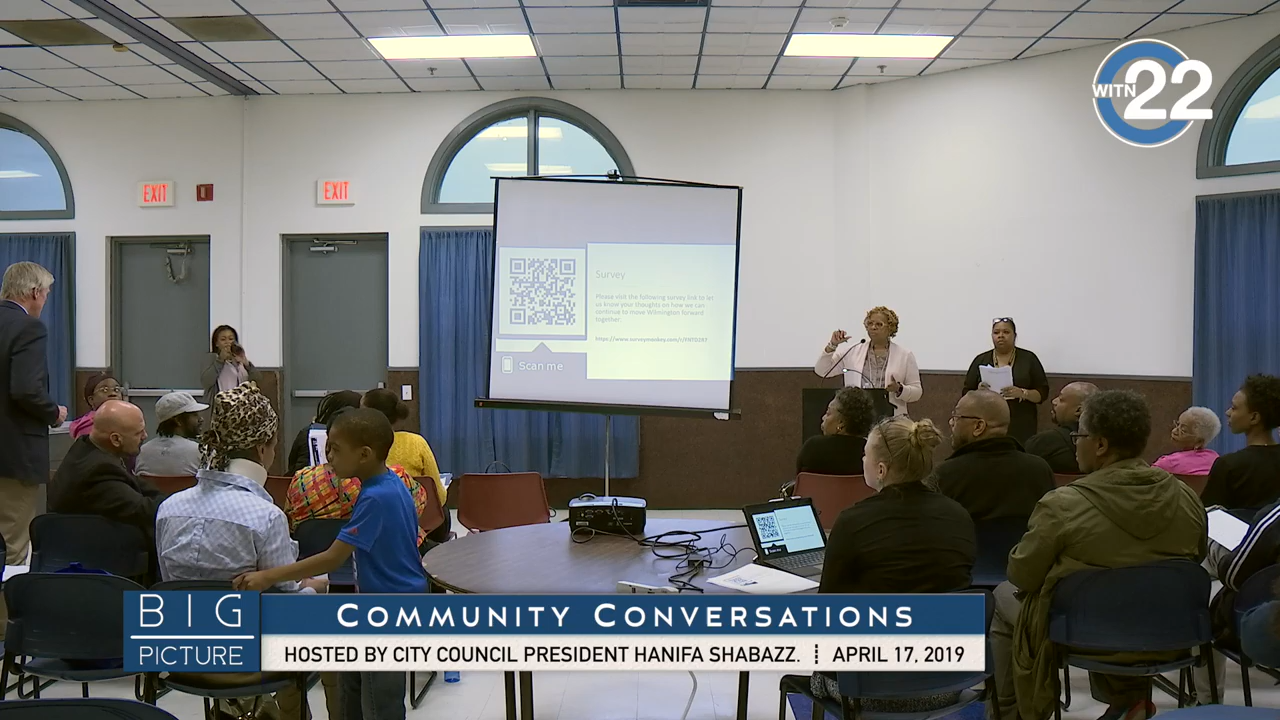 WITN 22
EXIT
EXIT
Survey
Please visit the following survey link to let
us know your thoughts on how we can
continue to move Wilmington forward
together.
Scan me
BIG
PICTURE
COMMUNITY CONVERSATIONS
HOSTED BY CITY COUNCIL PRESIDENT HANIFA SHABAZZ. ┊ APRIL 17, 2019